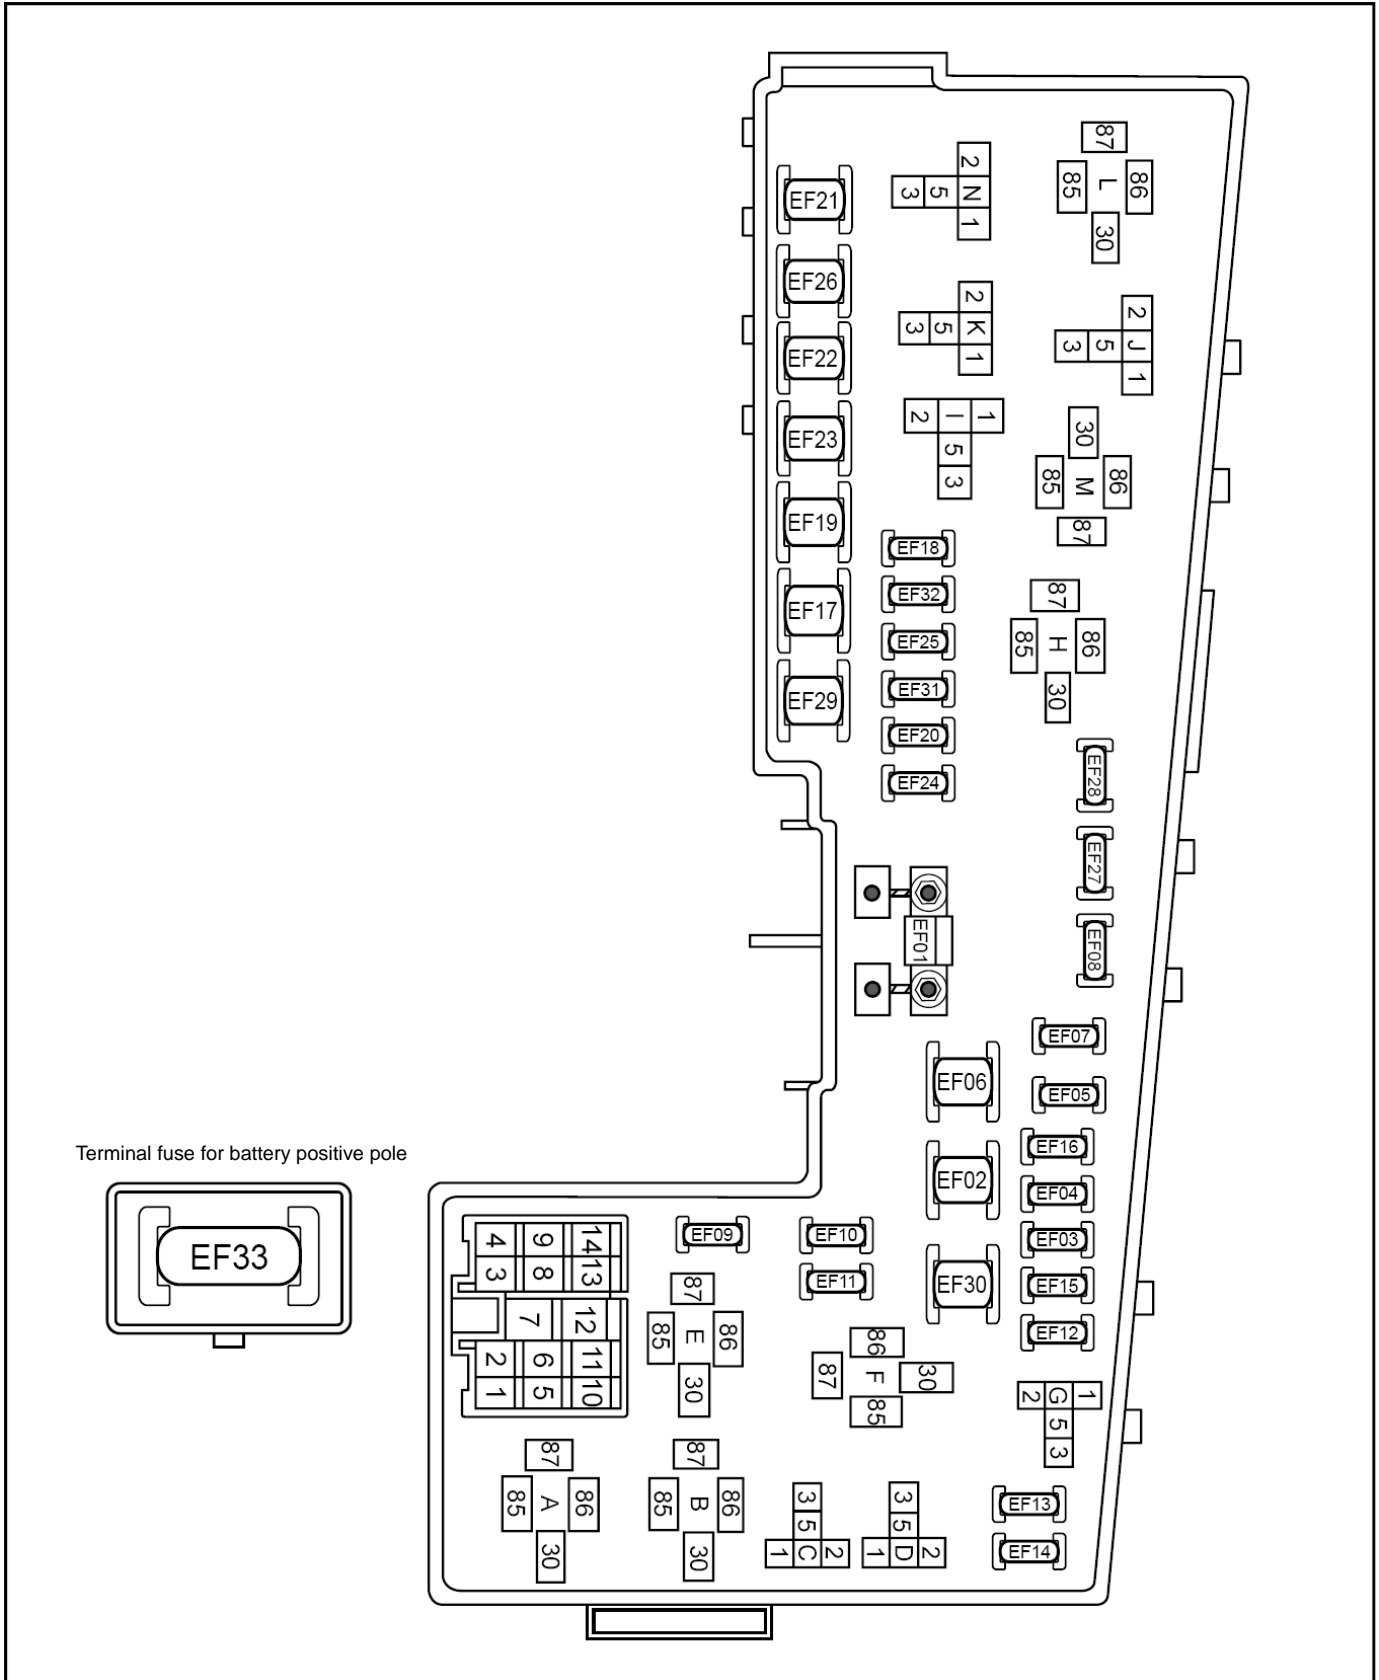 87
85 L 86
30
2
3 5 N
1
EF21
EF26
EF22
EF23
EF19
EF17
EF29
2
3 5 K
1
2
3 5 J
1
2 I 1
5
3
30
85 M 86
87
EF18
EF32
EF25
EF31
EF20
EF24
87
85 H 86
30
EF28
EF27
EF08
EF01
EF07
EF05
EF06
EF02
EF30
EF16
EF04
EF03
EF15
EF12
Terminal fuse for battery positive pole
EF33
4 9 14
3 8 13
7 12
2 6 11
1 5 10
EF09
EF10
EF11
87
85 E 86
30
86
87 F 30
85
2 G 1
5
3
87
85 A 86
30
87
85 B 86
30
3
5
1 C 2
3
5
1 D 2
EF13
EF14